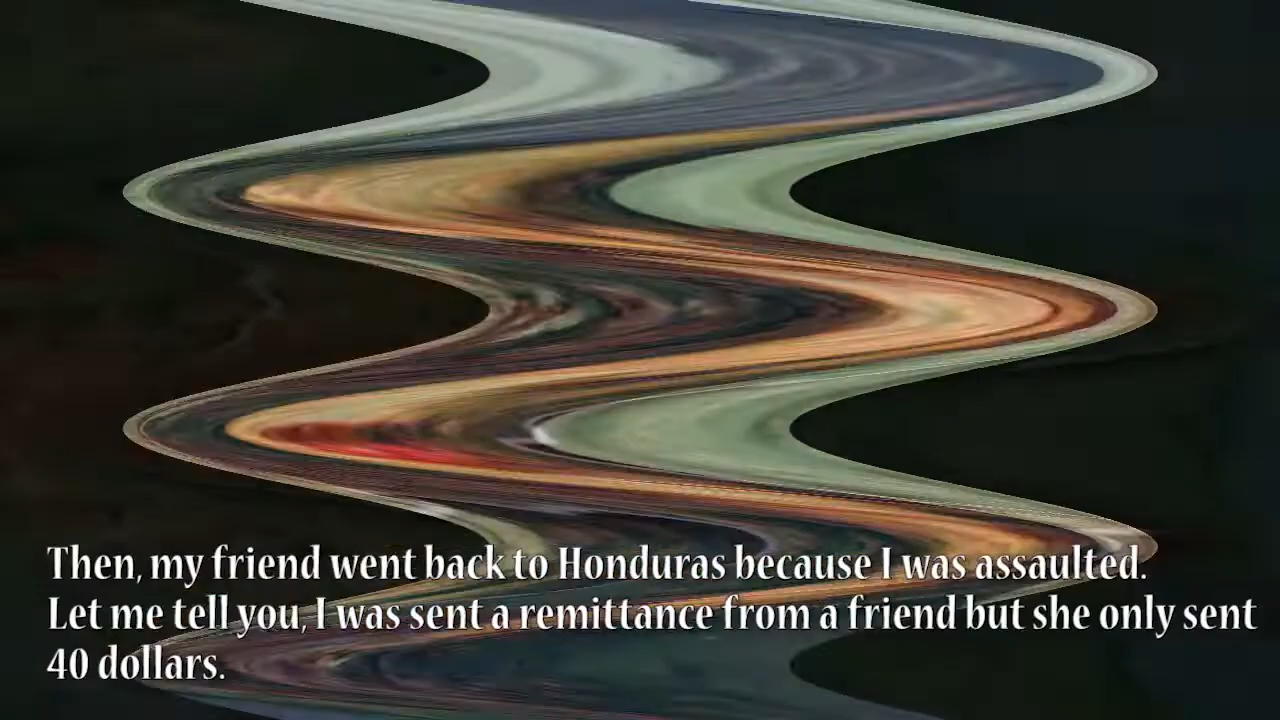 Then, my friend went back to Honduras because I was assaulted.
Let me tell you, I was sent a remittance from a friend but she only sent
40 dollars.